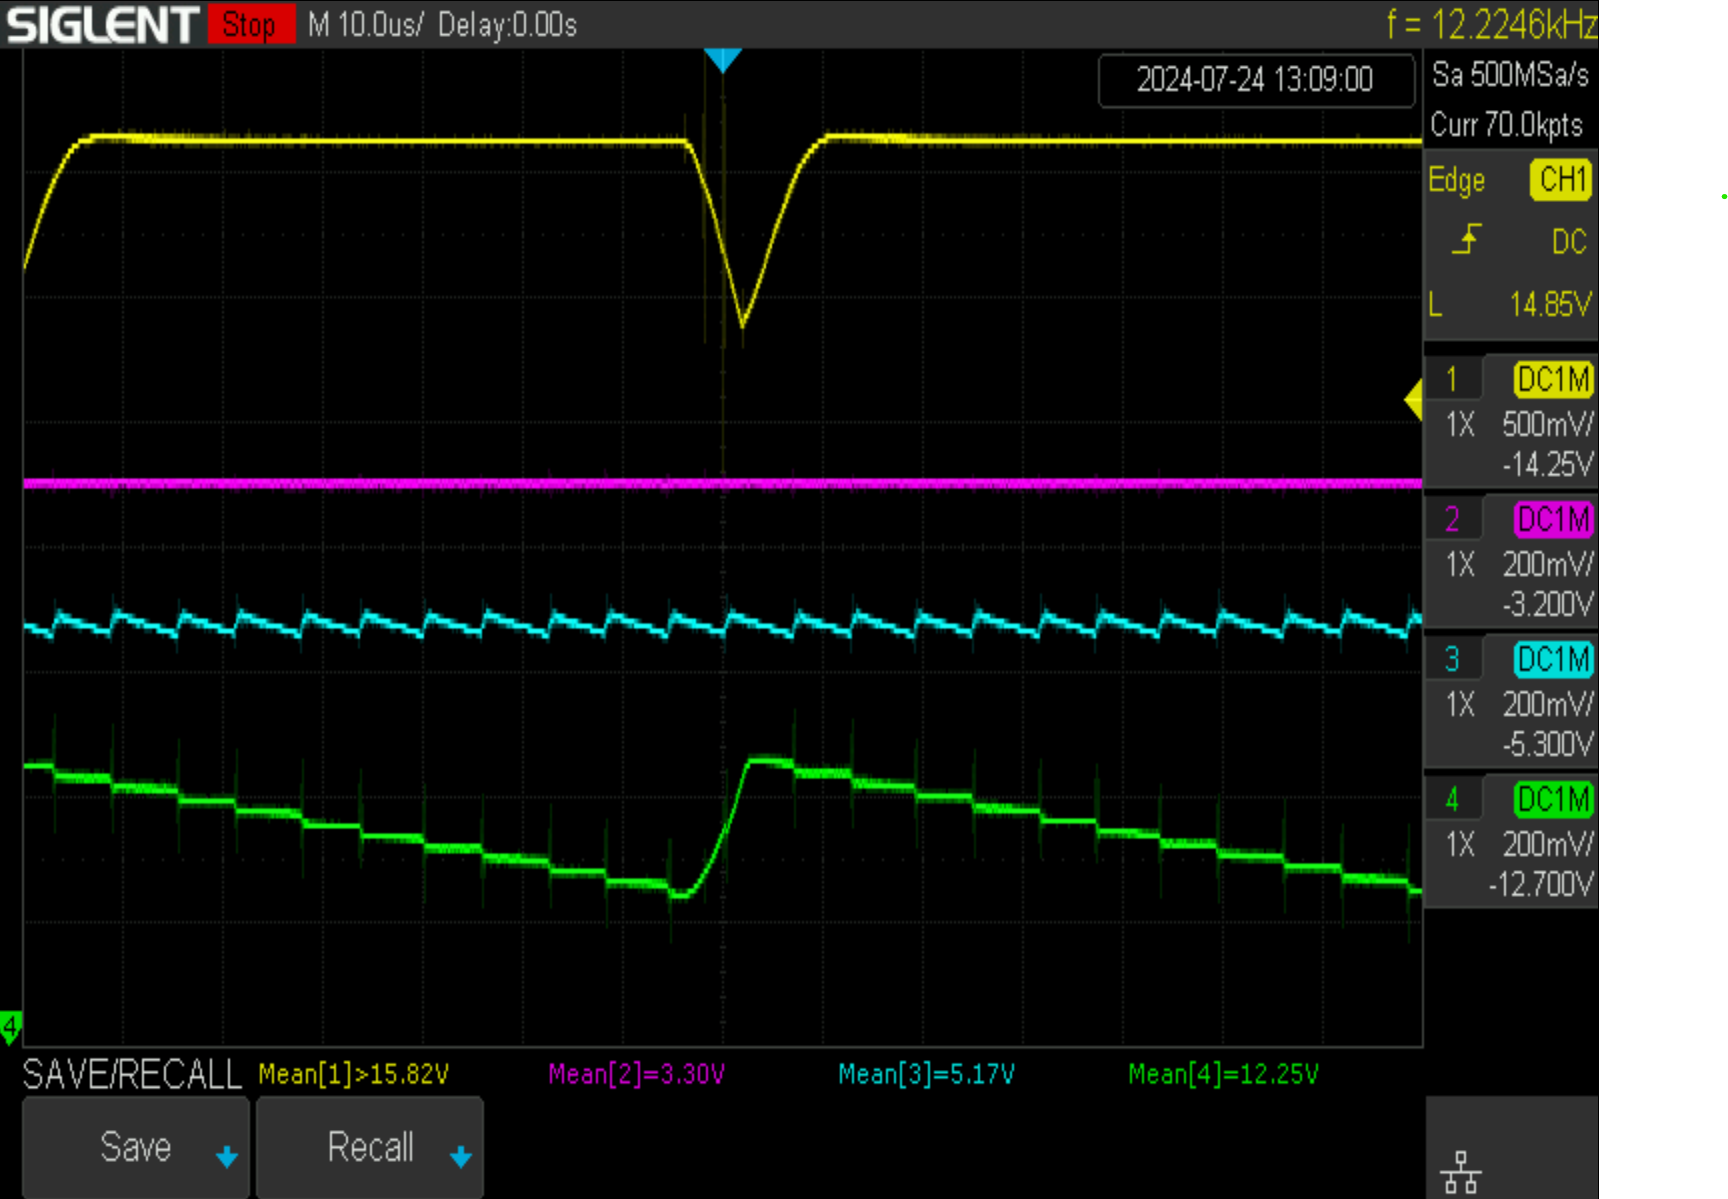 SIGLENT Stop M 10.0us/ Delay:0.00s f = 12.2246kHz
2024-07-24 13:09:00
Sa 500MSa/s
Curr 70.0kpts
Edge CH1
DC
L 14.85V
1 DC1M
1X 500mV/
-14.25V
2 DC1M
1X 200mV/
-3.200V
3 DC1M
1X 200mV/
-5.300V
4 DC1M
1X 200mV/
-12.700V
4
SAVE/RECALL Mean[1]>15.82V Mean[2]=3.30V Mean[3]=5.17V Mean[4]=12.25V
Save Recall